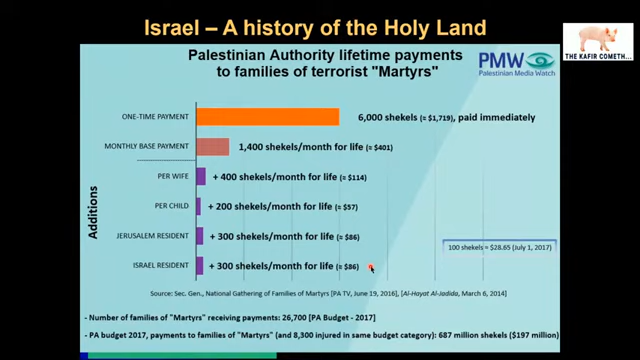 Israel – A history of the Holy Land
THE KAFIR COMETH...
Palestinian Authority lifetime payments
to families of terrorist "Martyrs"
PMW
Palestinian Media Watch
ONE-TIME PAYMENT
6,000 shekels (≈ $1,719), paid immediately
MONTHLY BASE PAYMENT
1,400 shekels/month for life (≈ $401)
Additions
PER WIFE
+ 400 shekels/month for life (≈ $114)
PER CHILD
+ 200 shekels/month for life (≈ $57)
JERUSALEM RESIDENT
+ 300 shekels/month for life (≈ $86)
ISRAEL RESIDENT
+ 300 shekels/month for life (≈ $86)
100 shekels = $28.65 (July 1, 2017)
Source: Sec. Gen., National Gathering of Families of Martyrs [PA TV, June 19, 2016], [Al-Hayat Al-Jadida, March 6, 2014]
- Number of families of "Martyrs" receiving payments: 26,700 [PA Budget - 2017]
- PA budget 2017, payments to families of "Martyrs" (and 8,300 injured in same budget category): 687 million shekels ($197 million)